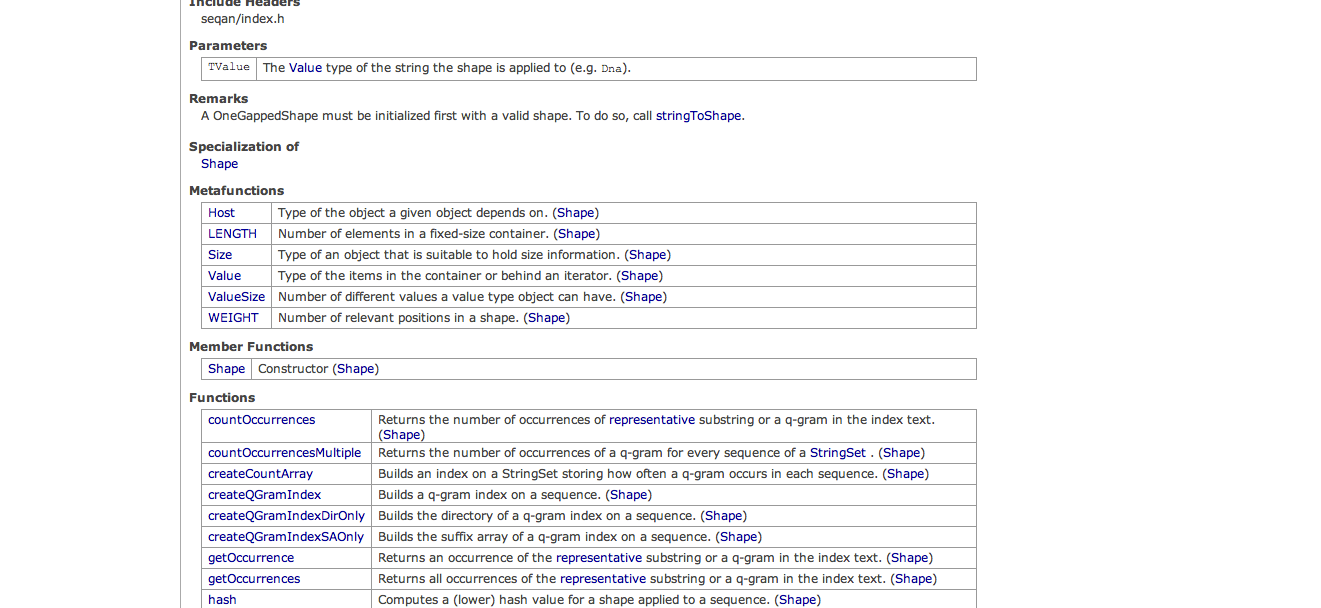 Include Headers
seqan/index.h
Parameters
TValue The Value type of the string the shape is applied to (e.g. Dna).
Remarks
A OneGappedShape must be initialized first with a valid shape. To do so, call stringToShape.
Specialization of
Shape
Metafunctions
Host Type of the object a given object depends on. (Shape)
LENGTH Number of elements in a fixed-size container. (Shape)
Size Type of an object that is suitable to hold size information. (Shape)
Value Type of the items in the container or behind an iterator. (Shape)
ValueSize Number of different values a value type object can have. (Shape)
WEIGHT Number of relevant positions in a shape. (Shape)
Member Functions
Shape Constructor (Shape)
Functions
countOccurrences Returns the number of occurrences of representative substring or a q-gram in the index text.
(Shape)
countOccurrencesMultiple Returns the number of occurrences of a q-gram for every sequence of a StringSet . (Shape)
createCountArray Builds an index on a StringSet storing how often a q-gram occurs in each sequence. (Shape)
createQGramIndex Builds a q-gram index on a sequence. (Shape)
createQGramIndexDirOnly Builds the directory of a q-gram index on a sequence. (Shape)
createQGramIndexSAOnly Builds the suffix array of a q-gram index on a sequence. (Shape)
getOccurrence Returns an occurrence of the representative substring or a q-gram in the index text. (Shape)
getOccurrences Returns all occurrences of the representative substring or a q-gram in the index text. (Shape)
hash Computes a (lower) hash value for a shape applied to a sequence. (Shape)